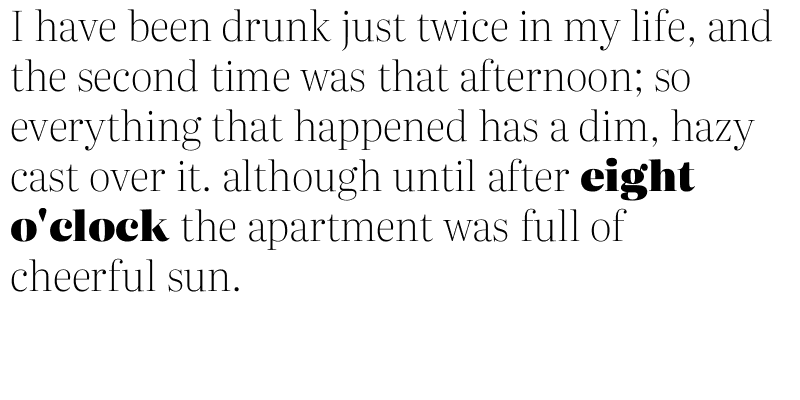 I have been drunk just twice in my life, and
the second time was that afternoon; so
everything that happened has a dim, hazy
cast over it. although until after eight
o'clock the apartment was full of
cheerful sun.